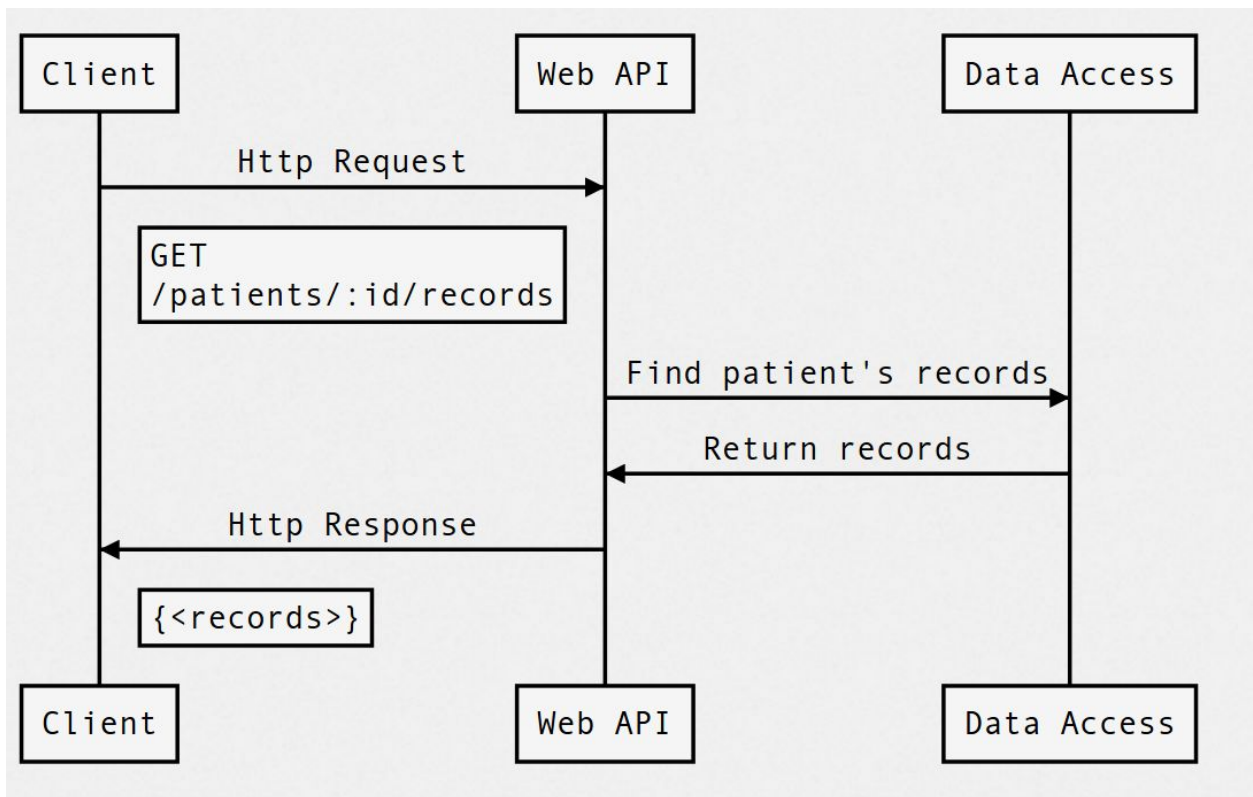 Client
Web API
Data Access
Http Request
GET
/patients/:id/records
Find patient's records
Return records
Http Response
{<records>}
Client
Web API
Data Access